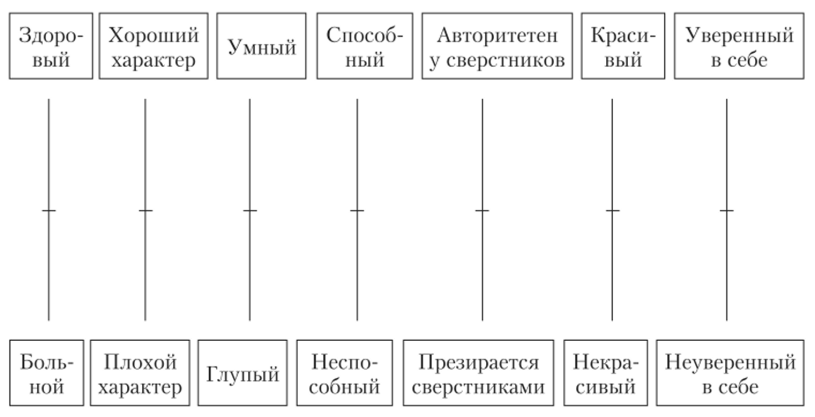 Здоро-
вый
Хороший
характер
Умный
Способ-
ный
Авторитетен
у сверстников
Краси-
вый
Уверенный
в себе
Боль-
ной
Плохой
характер
Глупый
Неспо-
собный
Презирается
сверстниками
Некра-
сивый
Неуверенный
в себе